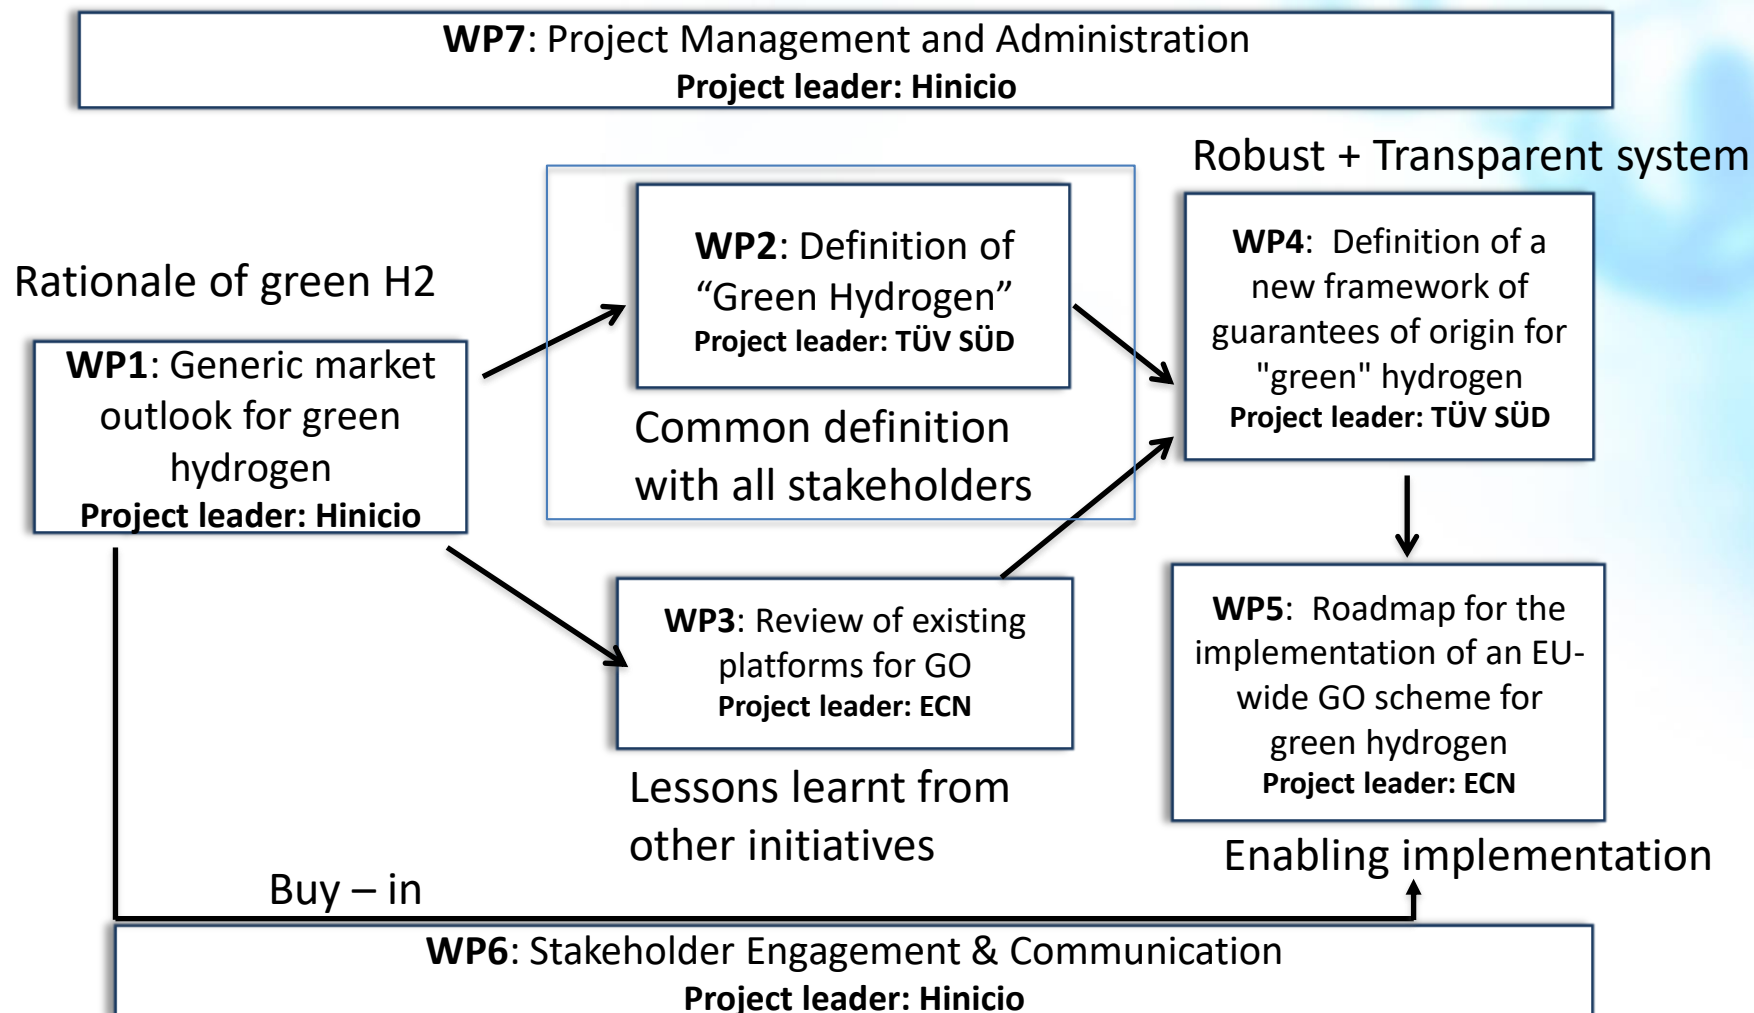 WP7: Project Management and Administration
Project leader: Hinicio
Robust + Transparent system
Rationale of green H2
WP1: Generic market
outlook for green
hydrogen
Project leader: Hinicio
WP2: Definition of
“Green Hydrogen”
Project leader: TÜV SÜD
Common definition
with all stakeholders
WP4:  Definition of a
new framework of
guarantees of origin for
"green" hydrogen
Project leader: TÜV SÜD
WP3: Review of existing
platforms for GO
Project leader: ECN
Lessons learnt from
other initiatives
WP5:  Roadmap for the
implementation of an EU-
wide GO scheme for
green hydrogen
Project leader: ECN
Enabling implementation
Buy – in
WP6: Stakeholder Engagement & Communication
Project leader: Hinicio